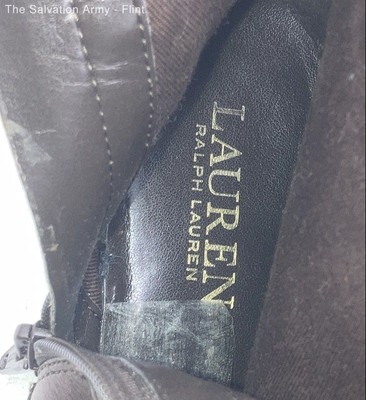 The Salvation Army - Flint,
LAUREN
RALPH LAUREN